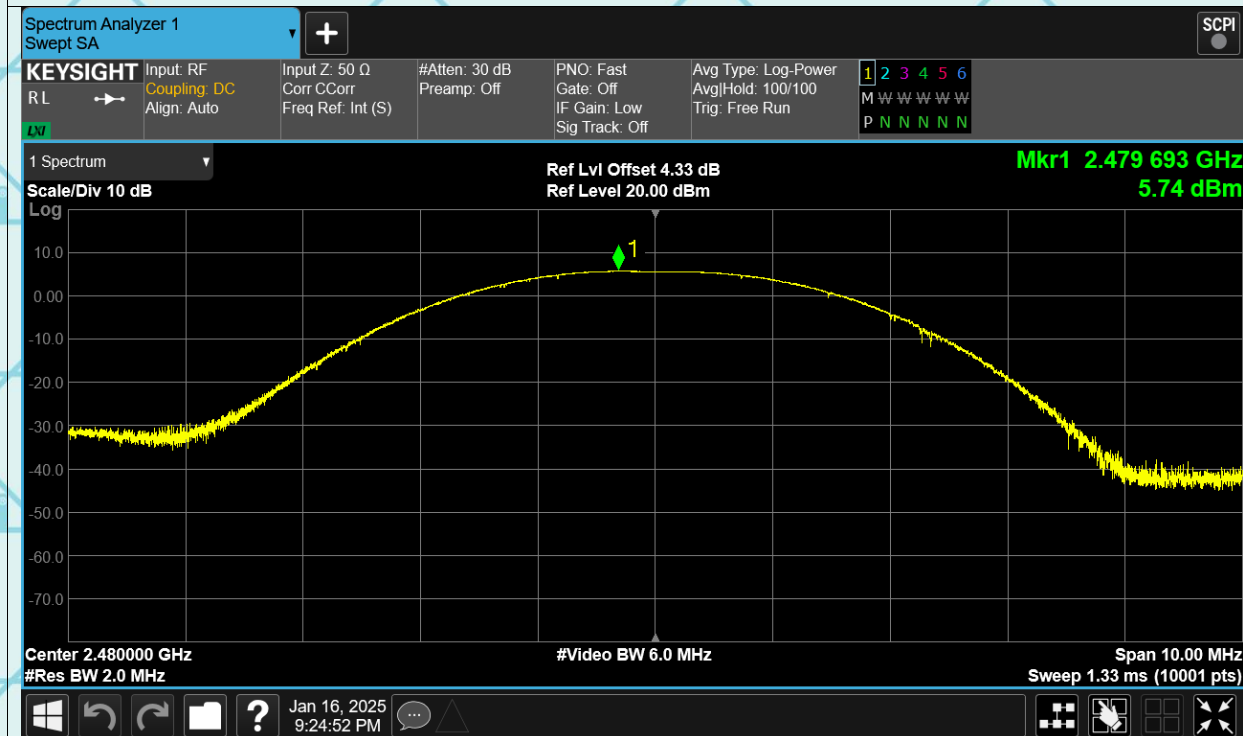 Spectrum Analyzer 1
Swept SA
SCPI
KEYSIGHT
RL
LXI
Input: RF
Coupling: DC
Align: Auto
Input Z: 50 Ω
Corr CCorr
Freq Ref: Int (S)
#Atten: 30 dB
Preamp: Off
PNO: Fast
Gate: Off
IF Gain: Low
Sig Track: Off
Avg Type: Log-Power
Avg|Hold: 100/100
Trig: Free Run
1 2 3 4 5 6
M W W W W W
P N N N N N
1 Spectrum
Scale/Div 10 dB
Log
Ref Lvl Offset 4.33 dB
Ref Level 20.00 dBm
Mkr1 2.479 693 GHz
5.74 dBm
1
10.0
0.00
-10.0
-20.0
-30.0
-40.0
-50.0
-60.0
-70.0
Center 2.480000 GHz
#Res BW 2.0 MHz
#Video BW 6.0 MHz
Span 10.00 MHz
Sweep 1.33 ms (10001 pts)
?
Jan 16, 2025
9:24:52 PM